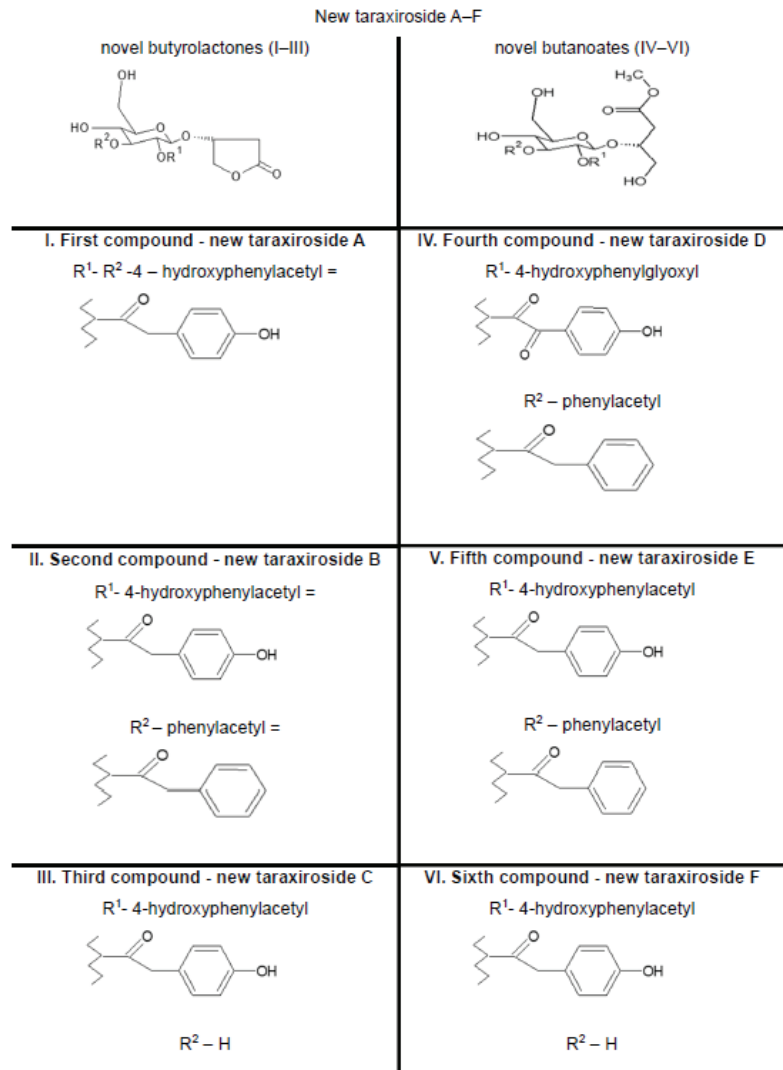 New taraxiroside A–F
novel butyrolactones (I–III)
OH
HO
R²O
O
OR¹
O
O
O
novel butanoates (IV–VI)
H₃C
O
O
OH
HO
R²O
O
OR¹
O
HO
I. First compound - new taraxiroside A
R¹- R² -4 – hydroxyphenylacetyl =
O
OH
IV. Fourth compound - new taraxiroside D
R¹- 4-hydroxyphenylglyoxyl
O
O
OH
R² – phenylacetyl
O
II. Second compound - new taraxiroside B
R¹- 4-hydroxyphenylacetyl =
O
OH
R² – phenylacetyl =
O
V. Fifth compound - new taraxiroside E
R¹- 4-hydroxyphenylacetyl
O
OH
R² – phenylacetyl
O
III. Third compound - new taraxiroside C
R¹- 4-hydroxyphenylacetyl
O
OH
R² – H
VI. Sixth compound - new taraxiroside F
R¹- 4-hydroxyphenylacetyl
O
OH
R² – H